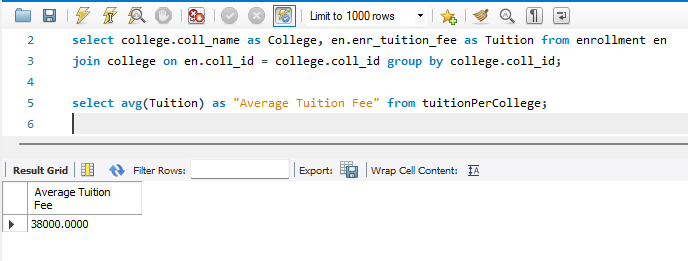 Limit to 1000 rows
2 select college.coll_name as College, en.enr_tuition_fee as Tuition from enrollment en
3 join college on en.coll_id = college.coll_id group by college.coll_id;
4
5 select avg(Tuition) as "Average Tuition Fee" from tuitionPerCollege;
6
Result Grid Filter Rows: Export: Wrap Cell Content: IA
Average Tuition
Fee
38000.0000